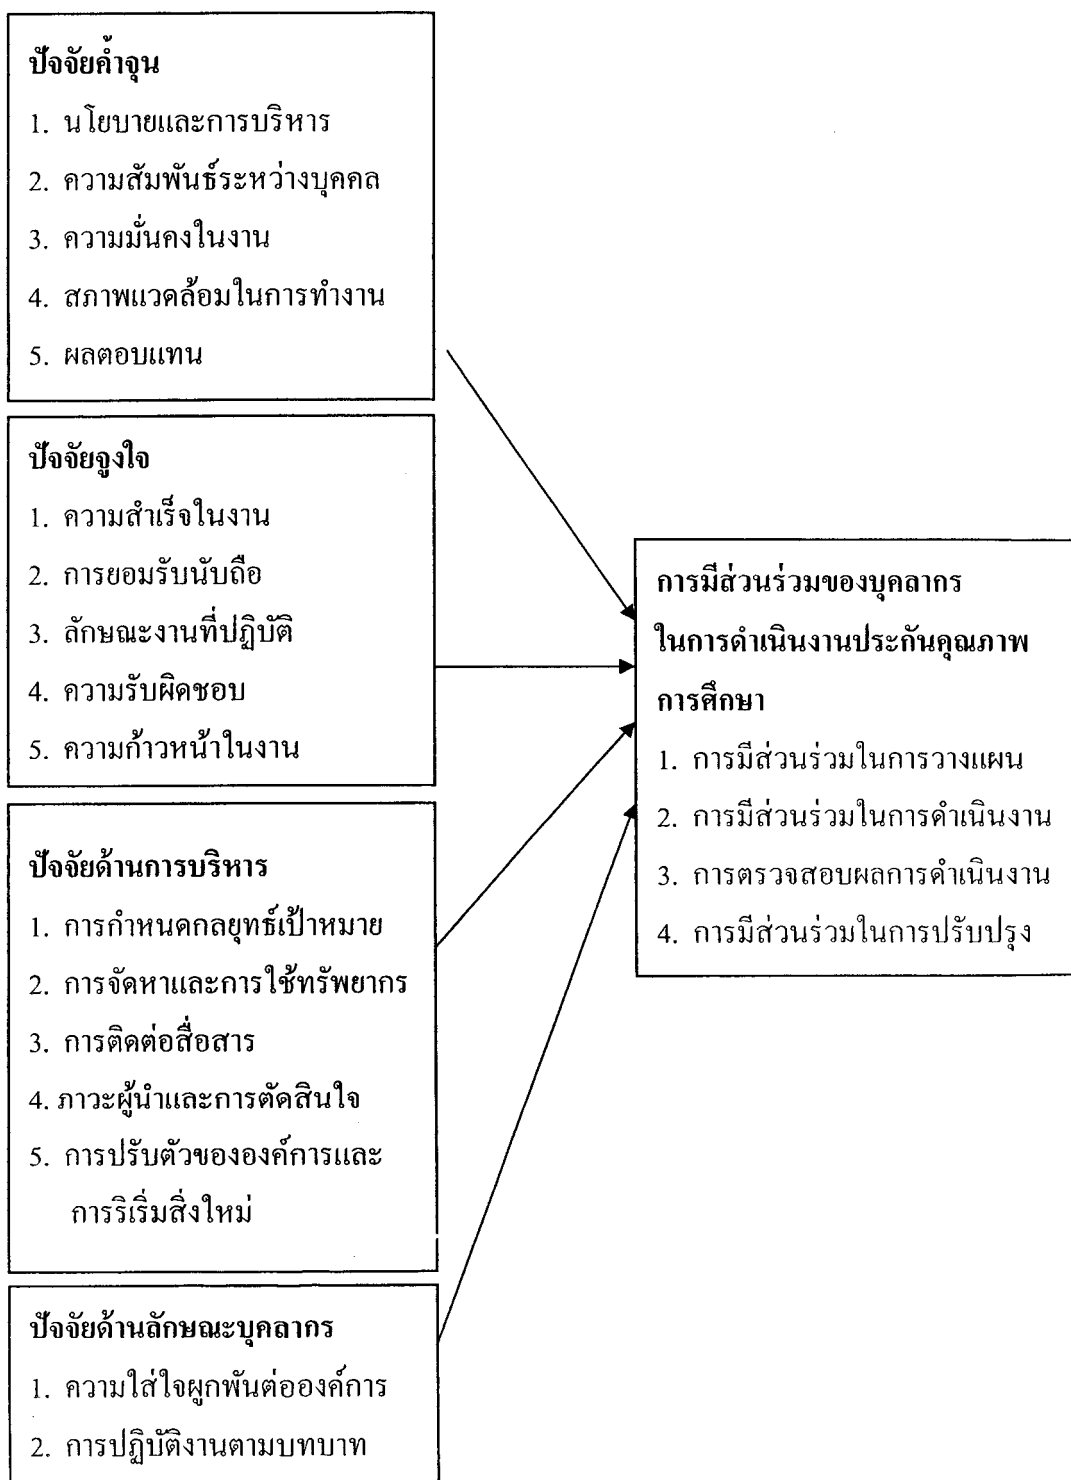 ปัจจัยค้ำจุน
1. นโยบายและการบริหาร
2. ความสัมพันธ์ระหว่างบุคคล
3. ความมั่นคงในงาน
4. สภาพแวดล้อมในการทำงาน
5. ผลตอบแทน
ปัจจัยจูงใจ
1. ความสำเร็จในงาน
2. การยอมรับนับถือ
3. ลักษณะงานที่ปฏิบัติ
4. ความรับผิดชอบ
5. ความก้าวหน้าในงาน
ปัจจัยด้านการบริหาร
1. การกำหนดกลยุทธ์เป้าหมาย
2. การจัดหาและการใช้ทรัพยากร
3. การติดต่อสื่อสาร
4. ภาวะผู้นำและการตัดสินใจ
5. การปรับตัวขององค์การและ
การริเริ่มสิ่งใหม่
ปัจจัยด้านลักษณะบุคลากร
1. ความใส่ใจผูกพันต่อองค์การ
2. การปฏิบัติงานตามบทบาท
การมีส่วนร่วมของบุคลากร
ในการดำเนินงานประกันคุณภาพ
การศึกษา
1. การมีส่วนร่วมในการวางแผน
2. การมีส่วนร่วมในการดำเนินงาน
3. การตรวจสอบผลการดำเนินงาน
4. การมีส่วนร่วมในการปรับปรุง